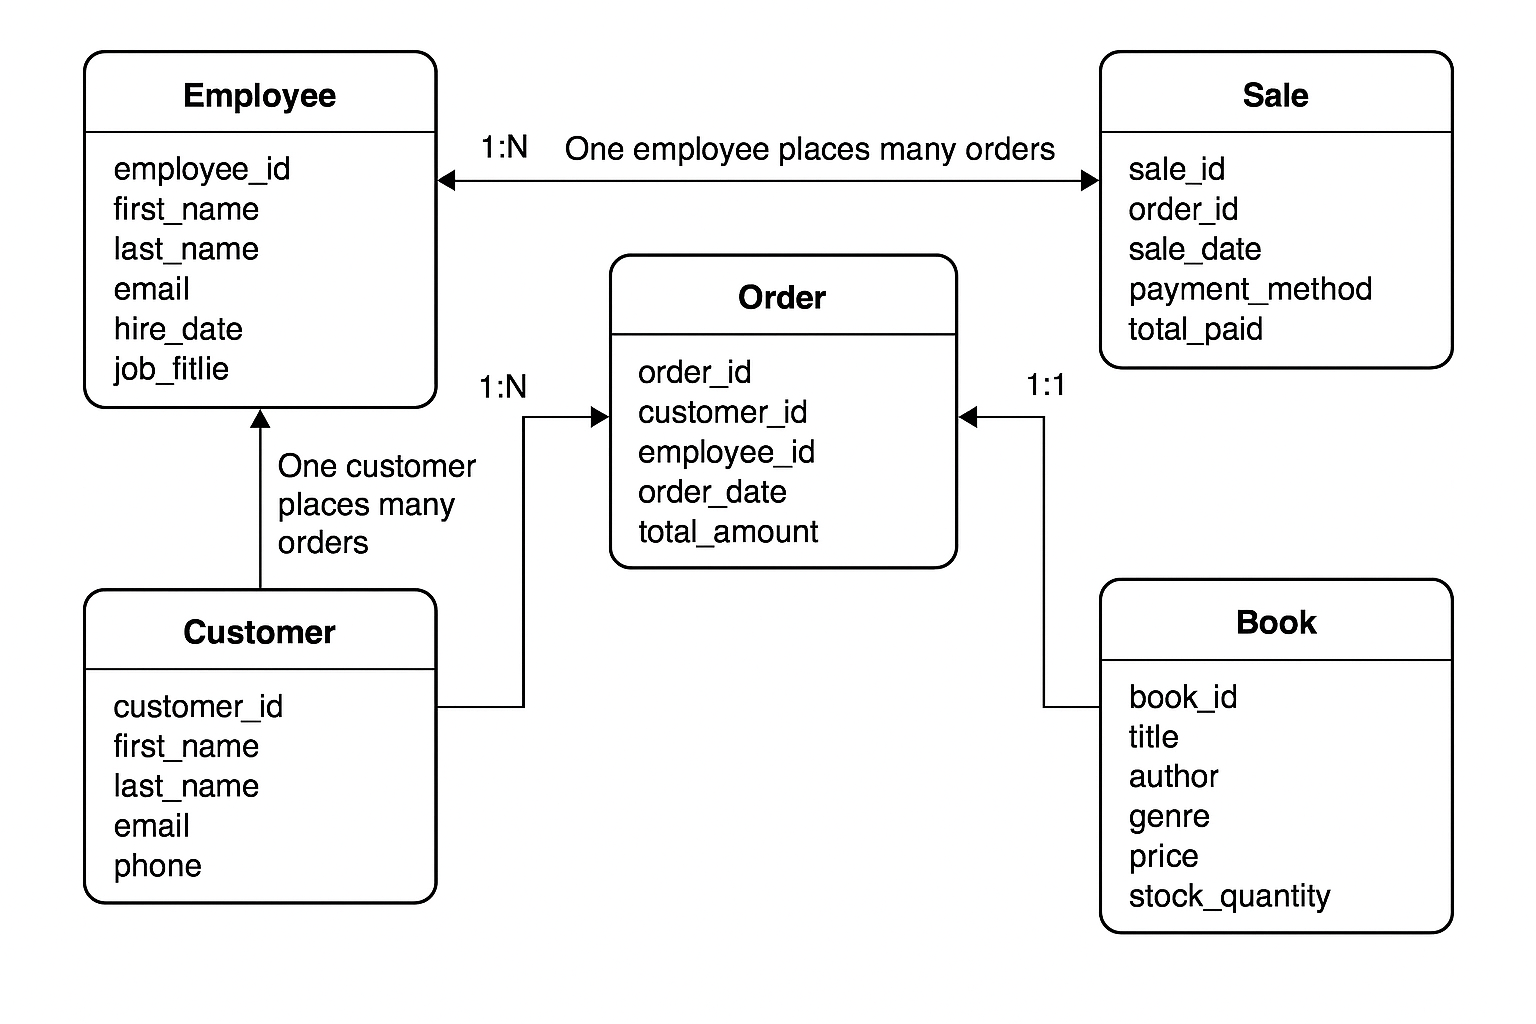 Employee
employee_id
first_name
last_name
email
hire_date
job_fitlie
1:N
One employee places many orders
Sale
sale_id
order_id
sale_date
payment_method
total_paid
Order
order_id
customer_id
employee_id
order_date
total_amount
1:N
1:1
One customer
places many
orders
Customer
customer_id
first_name
last_name
email
phone
Book
book_id
title
author
genre
price
stock_quantity